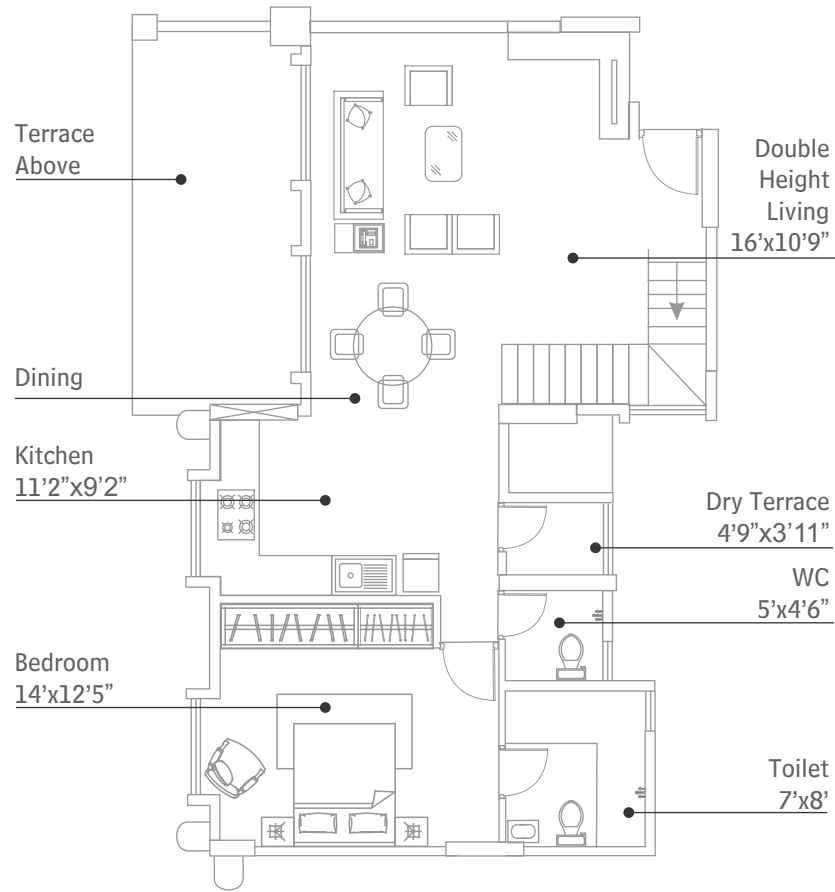 Terrace
Above
Double
Height
Living
16’x10’9”
Dining
Kitchen
11’2”x9’2”
Dry Terrace
4’9”x3’11”
WC
5’x4’6”
Bedroom
14’x12’5”
Toilet
7’x8’